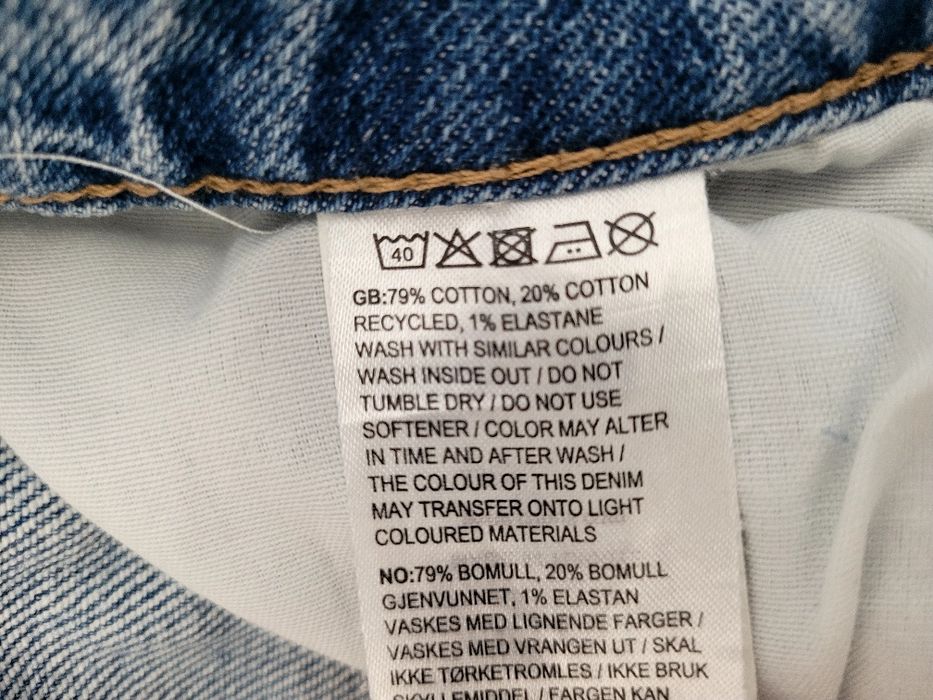 40
GB:79% COTTON, 20% COTTON
RECYCLED, 1% ELASTANE
WASH WITH SIMILAR COLOURS /
WASH INSIDE OUT / DO NOT
TUMBLE DRY / DO NOT USE
SOFTENER / COLOR MAY ALTER
IN TIME AND AFTER WASH /
THE COLOUR OF THIS DENIM
MAY TRANSFER ONTO LIGHT
COLOURED MATERIALS
NO:79% BOMULL, 20% BOMULL
GJENVUNNET, 1% ELASTAN
VASKES MED LIGNENDE FARGER /
VASKES MED VRANGEN UT / SKAL
IKKE TØRKETROMLES / IKKE BRUK
SKYLLEMIDDEL / FARGEN KAN